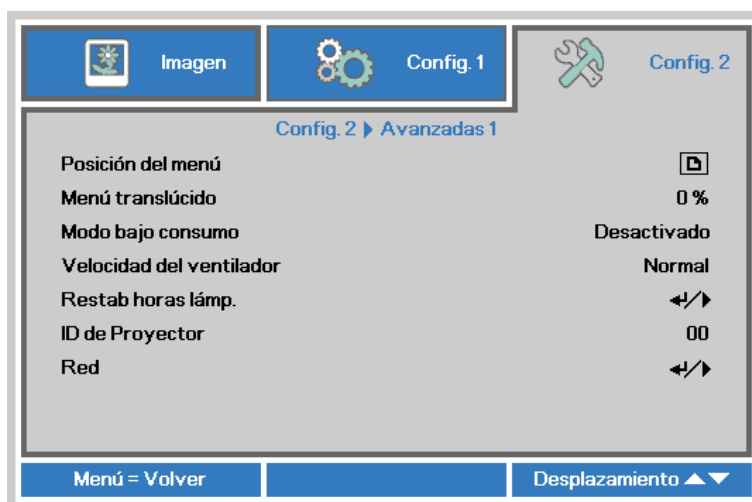 Imagen
Config. 1
Config. 2
Config. 2 Avanzadas 1
Posición del menú
Menú translúcido 0 %
Modo bajo consumo Desactivado
Velocidad del ventilador Normal
Restab horas lámp. /
ID de Proyector 00
Red /
Menú = Volver
Desplazamiento